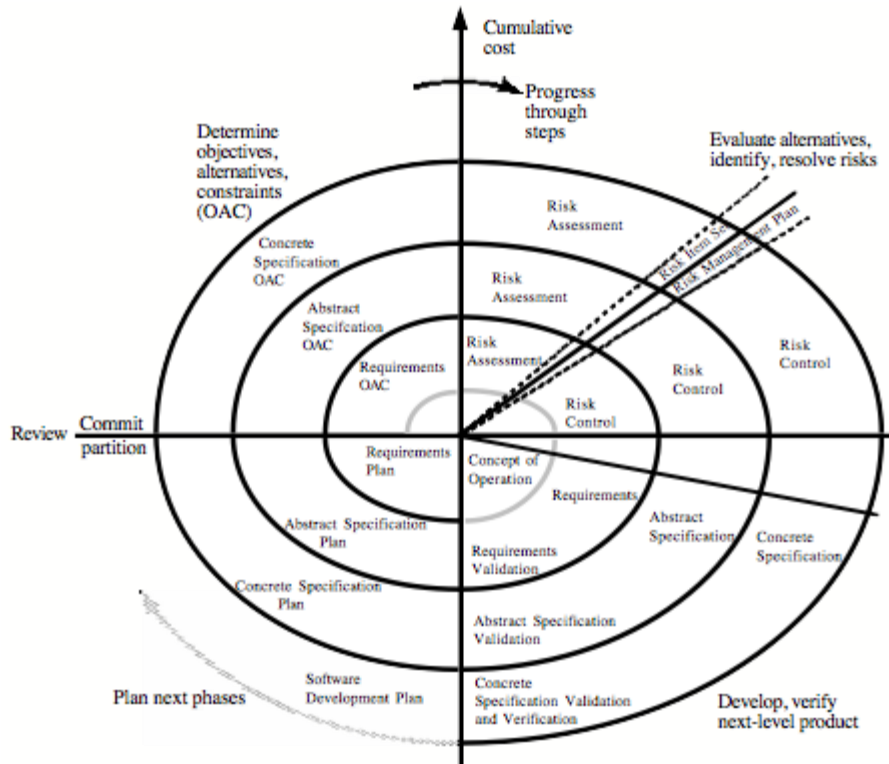 Cumulative
cost
Progress
through
steps
Determine
objectives,
alternatives,
constraints
(OAC)
Evaluate alternatives,
identify, resolve risks
Risk
Assessment
Risk Item Set
Risk Management Plan
Concrete
Specification
OAC
Risk
Assessment
Abstract
Specifcation
OAC
Risk
Assessment
Requirements
OAC
Risk
Control
Risk
Control
Risk
Control
Review
Commit
partition
Requirements
Plan
Concept of
Operation
Requirements
Abstract
Specification
Concrete
Specification
Abstract Specification
Plan
Requirements
Validation
Concrete Specification
Plan
Abstract Specification
Validation
Plan next phases
Software
Development Plan
Concrete
Specification Validation
and Verification
Develop, verify
next-level product